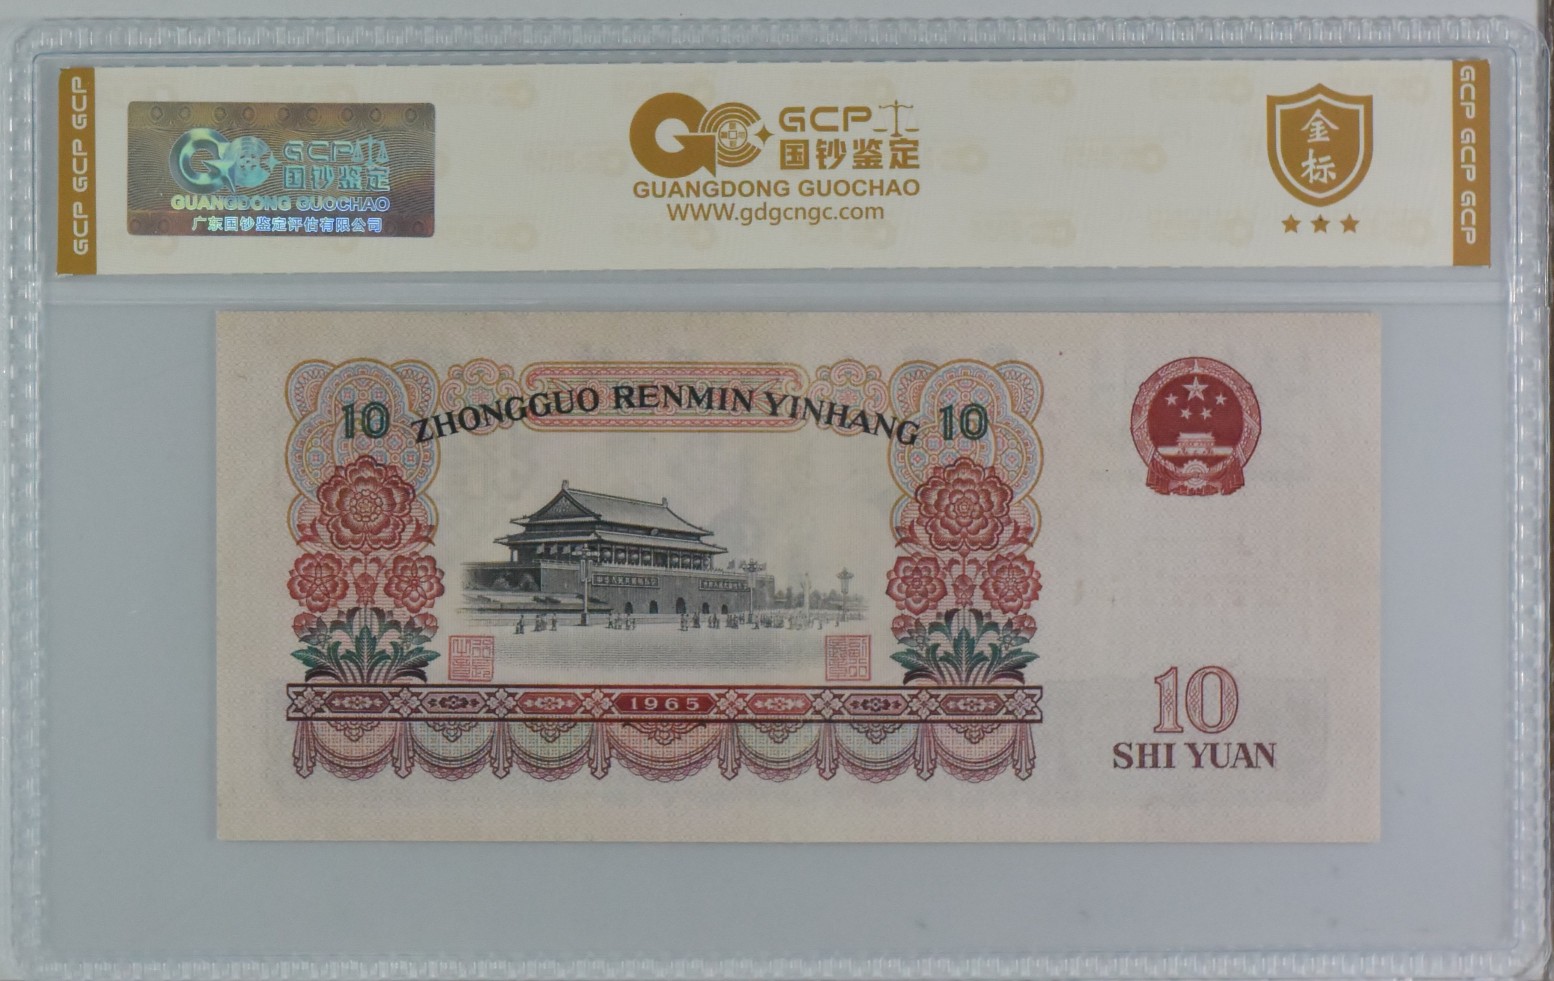 GCP GCP GCP
GCP
国钞鉴定
GUANGDONG GUOCHAO
广东国钞鉴定评估有限公司
GCP
国钞鉴定
GUANGDONG GUOCHAO
WWW.gdgcngc.com
金
标
GCP GCP GCP
ZHONGGUO RENMIN YINHANG
10
10
1965
10
SHI YUAN